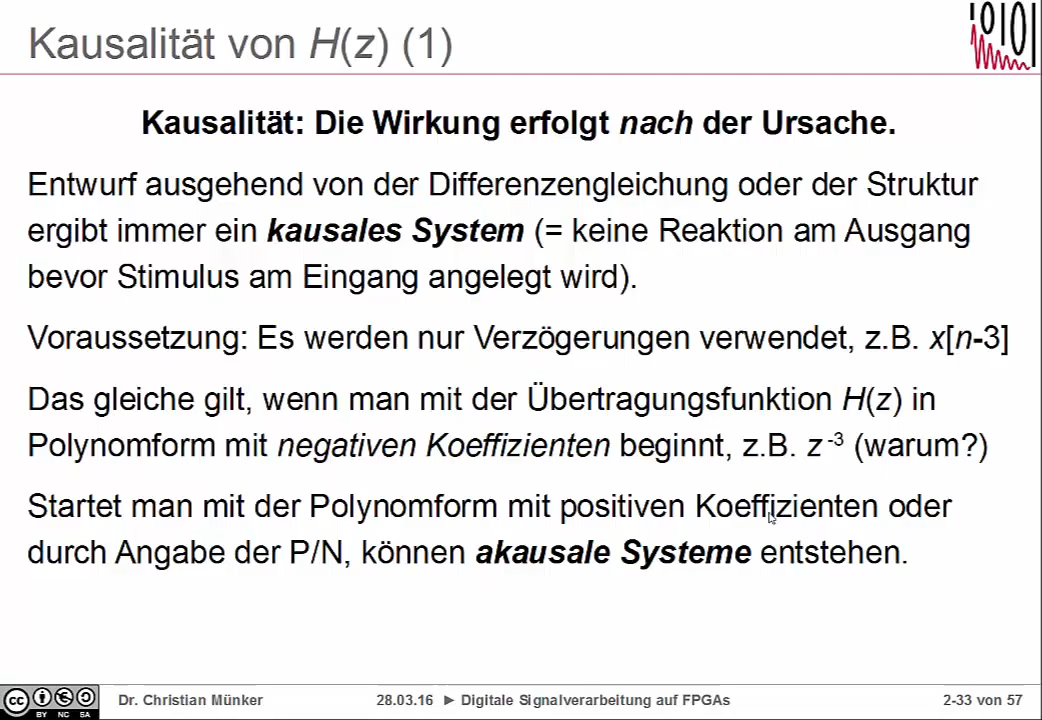 Kausalität von H(z) (1)
Kausalität: Die Wirkung erfolgt nach der Ursache.
Entwurf ausgehend von der Differenzengleichung oder der Struktur
ergibt immer ein kausales System (= keine Reaktion am Ausgang
bevor Stimulus am Eingang angelegt wird).
Voraussetzung: Es werden nur Verzögerungen verwendet, z.B. x[n-3]
Das gleiche gilt, wenn man mit der Übertragungsfunktion H(z) in
Polynomform mit negativen Koeffizienten beginnt, z.B. z⁻³ (warum?)
Startet man mit der Polynomform mit positiven Koeffizienten oder
durch Angabe der P/N, können akausale Systeme entstehen.
cc BY NC SA
Dr. Christian Münker
28.03.16 ► Digitale Signalverarbeitung auf FPGAs
2-33 von 57